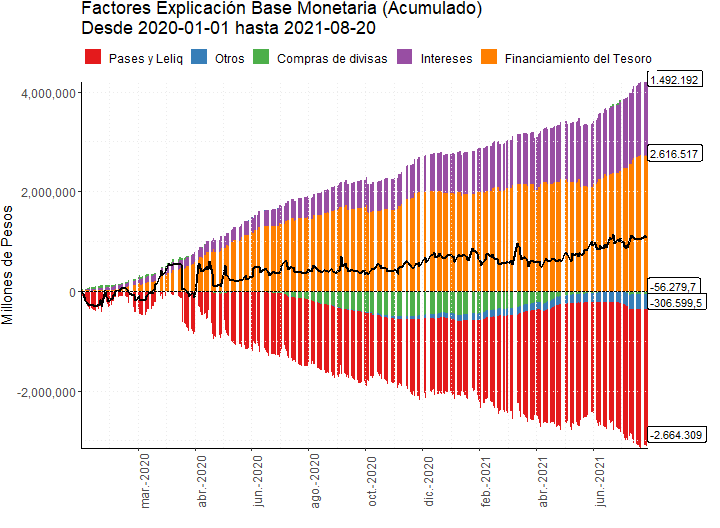 Factores Explicación Base Monetaria (Acumulado)
Desde 2020-01-01 hasta 2021-08-20
Pases y Leliq Otros Compras de divisas Intereses Financiamiento del Tesoro
Millones de Pesos
4,000,000
2,000,000
0
-2,000,000
1.492.192
2.616.517
-56.279,7
-306.599,5
-2.664.309
mar.-2020
abr.-2020
jun.-2020
ago.-2020
oct.-2020
dic.-2020
feb.-2021
abr.-2021
jun.-2021